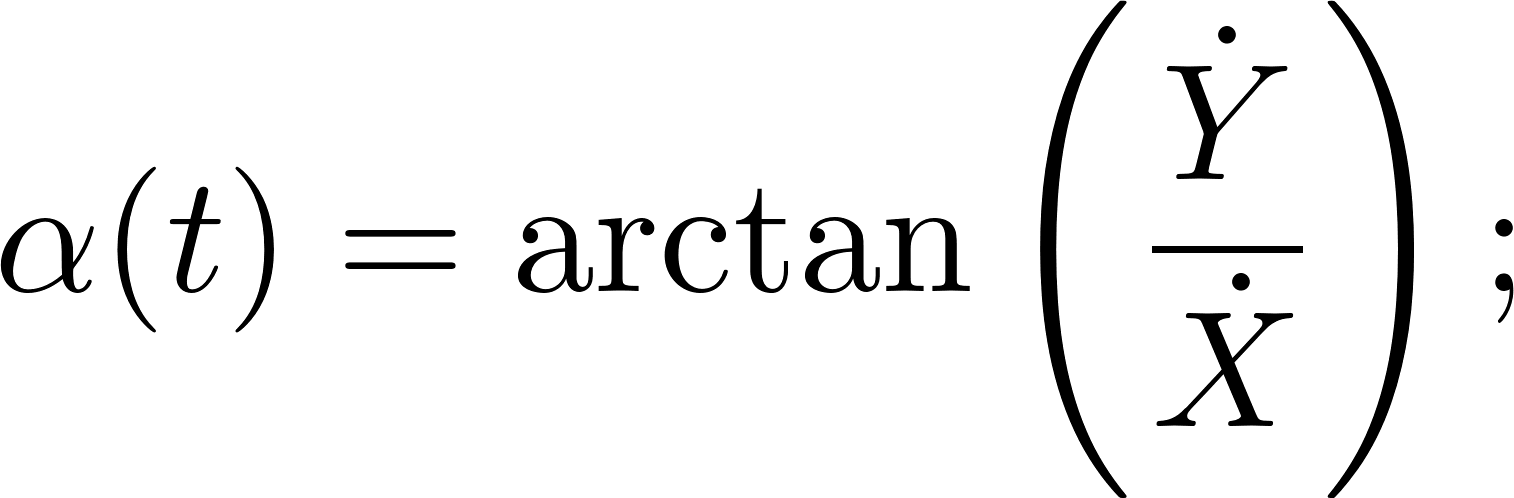 α(t) = arctan(Ẏ/Ẋ);